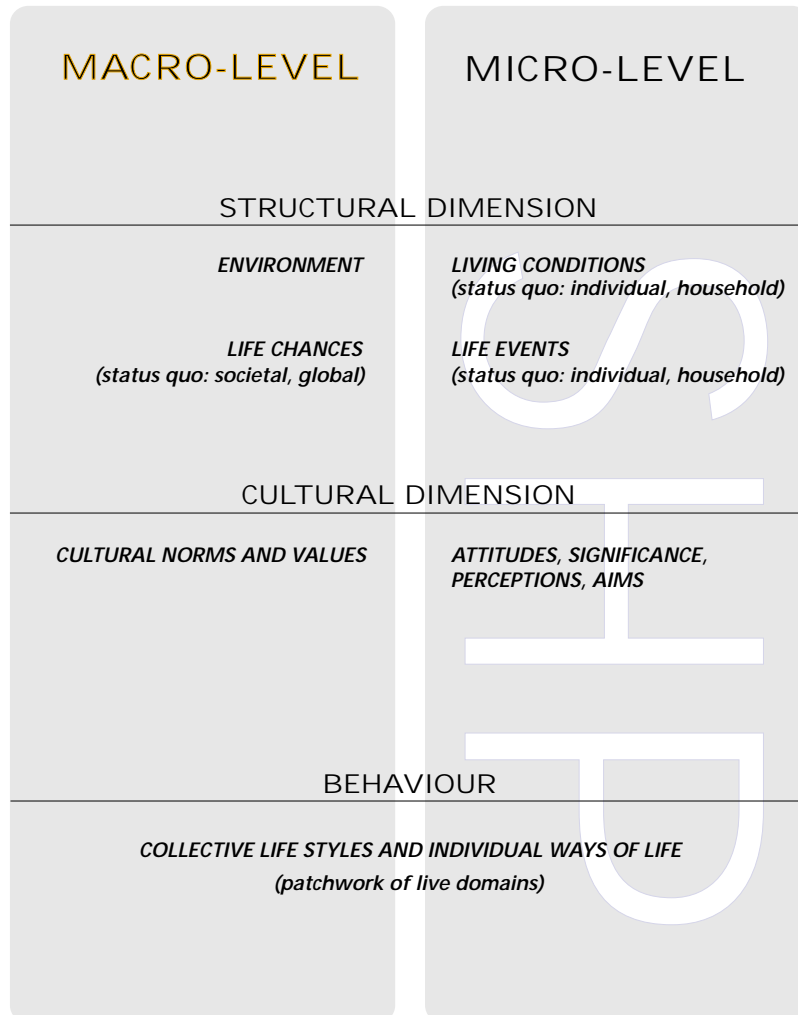 MACRO-LEVEL
MICRO-LEVEL
STRUCTURAL DIMENSION
ENVIRONMENT
LIVING CONDITIONS
(status quo: individual, household)
LIFE CHANCES
(status quo: societal, global)
LIFE EVENTS
(status quo: individual, household)
CULTURAL DIMENSION
CULTURAL NORMS AND VALUES
ATTITUDES, SIGNIFICANCE,
PERCEPTIONS, AIMS
BEHAVIOUR
COLLECTIVE LIFE STYLES AND INDIVIDUAL WAYS OF LIFE
(patchwork of live domains)
SHP